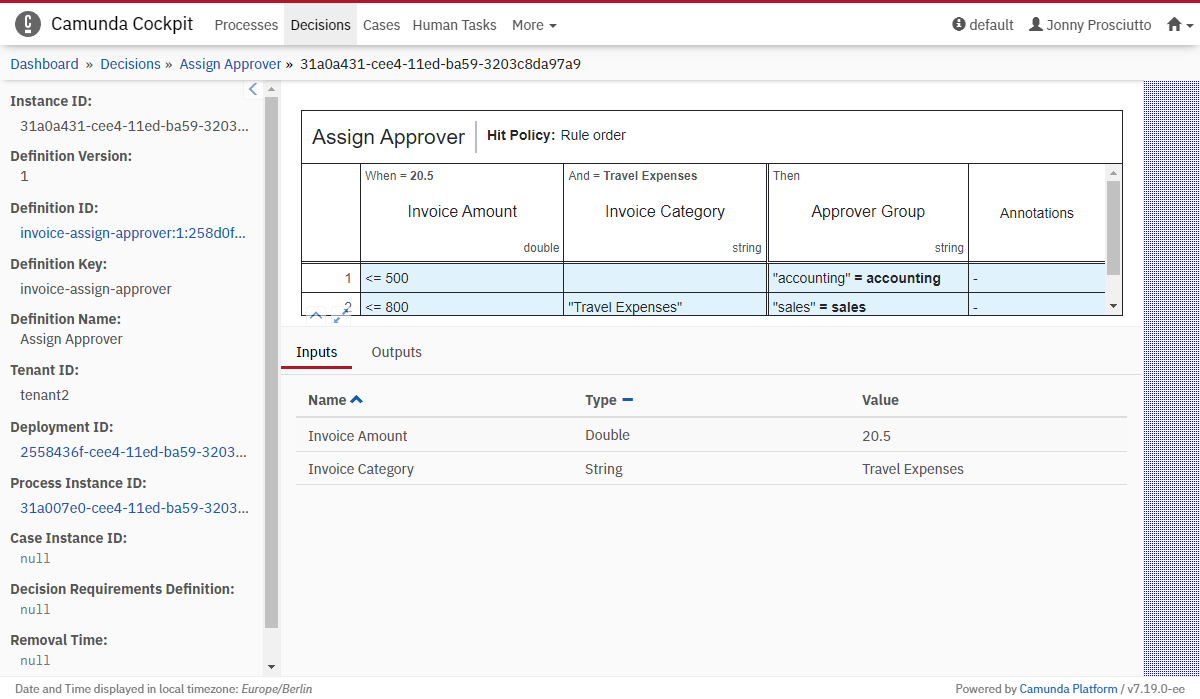 Camunda Cockpit Processes Decisions Cases Human Tasks More default Jonny Prosciutto
Dashboard » Decisions » Assign Approver » 31a0a431-cee4-11ed-ba59-3203c8da97a9
Instance ID:
31a0a431-cee4-11ed-ba59-3203...
Definition Version:
1
Definition ID:
invoice-assign-approver:1:258d0f...
Definition Key:
invoice-assign-approver
Definition Name:
Assign Approver
Tenant ID:
tenant2
Deployment ID:
2558436f-cee4-11ed-ba59-3203...
Process Instance ID:
31a007e0-cee4-11ed-ba59-3203...
Case Instance ID:
null
Decision Requirements Definition:
null
Removal Time:
null
Assign Approver Hit Policy: Rule order
When = 20.5 And = Travel Expenses Then
Invoice Amount Invoice Category Approver Group Annotations
double string string
1 <= 500 "accounting" = accounting -
2 <= 800 "Travel Expenses" "sales" = sales -
Inputs Outputs
Name Type Value
Invoice Amount Double 20.5
Invoice Category String Travel Expenses
Date and Time displayed in local timezone: Europe/Berlin Powered by Camunda Platform / v7.19.0-ee